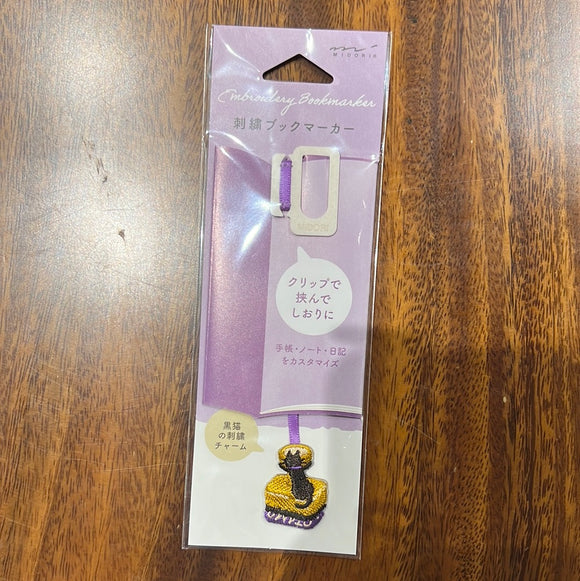 MIDORI
Embroidery Bookmarker
刺繍ブックマーカー
MIDORI
クリップで
挟んで
しおりに
手帳・ノート・日記
をカスタマイズ
黒猫
の刺繍
チャーム